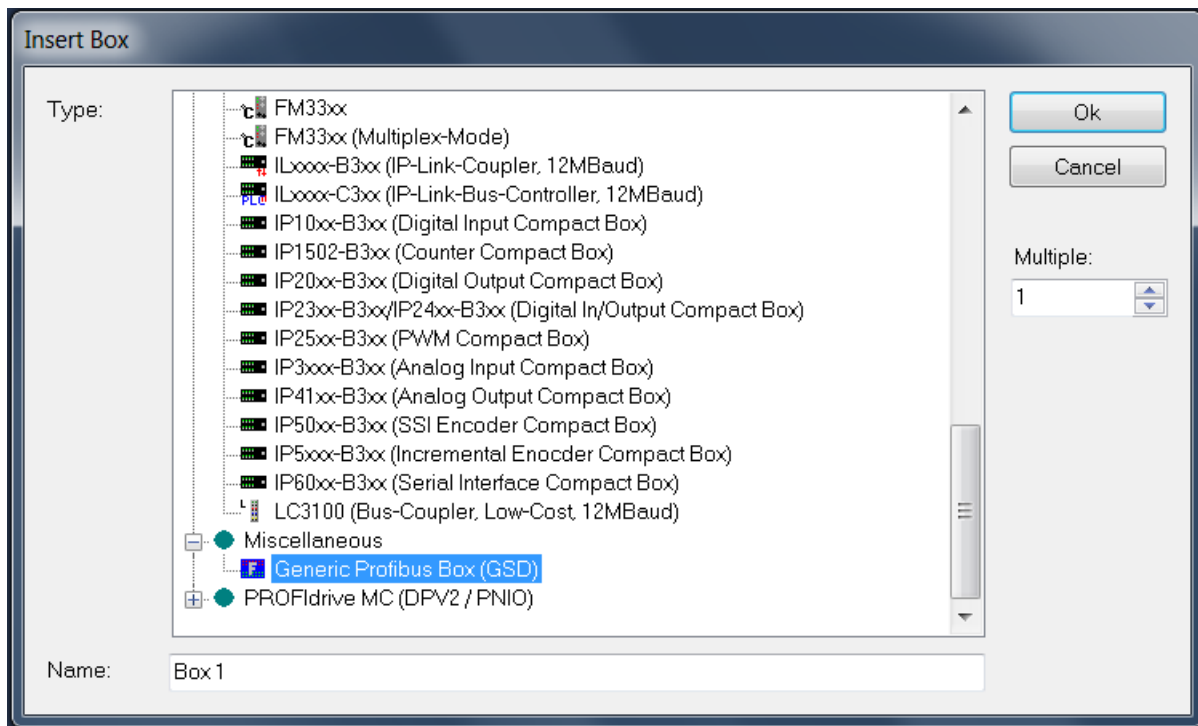 Insert Box
Type:
FM33xx
FM33xx (Multiplex-Mode)
ILxxxx-B3xx (IP-Link-Coupler, 12MBaud)
ILxxxx-C3xx (IP-Link-Bus-Controller, 12MBaud)
IP10xx-B3xx (Digital Input Compact Box)
IP1502-B3xx (Counter Compact Box)
IP20xx-B3xx (Digital Output Compact Box)
IP23xx-B3xx/IP24xx-B3xx (Digital In/Output Compact Box)
IP25xx-B3xx (PWM Compact Box)
IP3xxx-B3xx (Analog Input Compact Box)
IP41xx-B3xx (Analog Output Compact Box)
IP50xx-B3xx (SSI Encoder Compact Box)
IP5xxx-B3xx (Incremental Enocder Compact Box)
IP60xx-B3xx (Serial Interface Compact Box)
LC3100 (Bus-Coupler, Low-Cost, 12MBaud)
Miscellaneous
Generic Profibus Box (GSD)
PROFIdrive MC (DPV2 / PNIO)
Ok
Cancel
Multiple:
1
Name:
Box 1